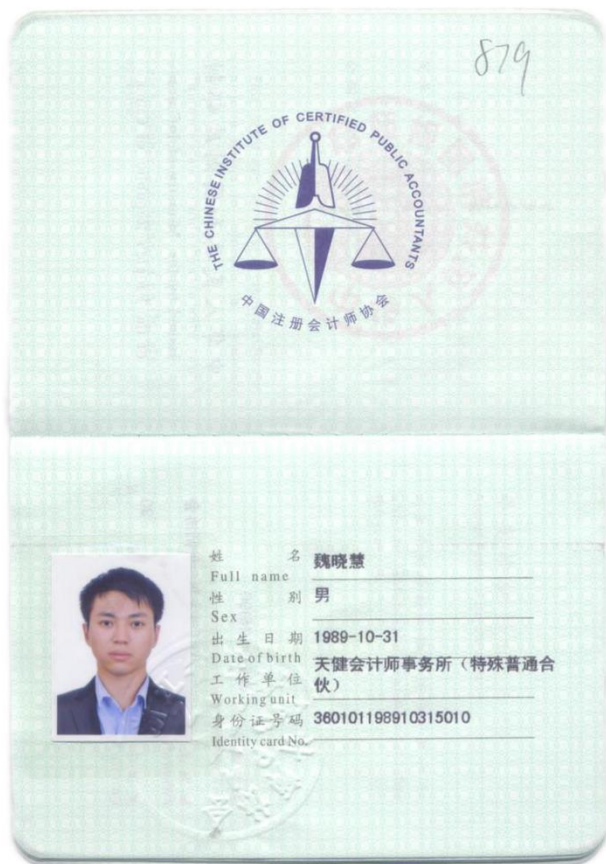 879
THE CHINESE INSTITUTE OF CERTIFIED PUBLIC ACCOUNTANTS
中国注册会计师协会
姓 名 魏晓慧
Full name
性 别 男
Sex
出生日期 1989-10-31
Date of birth
工作单位 天健会计师事务所（特殊普通合
伙）
Working unit
身份证号码 360101198910315010
Identity card No.